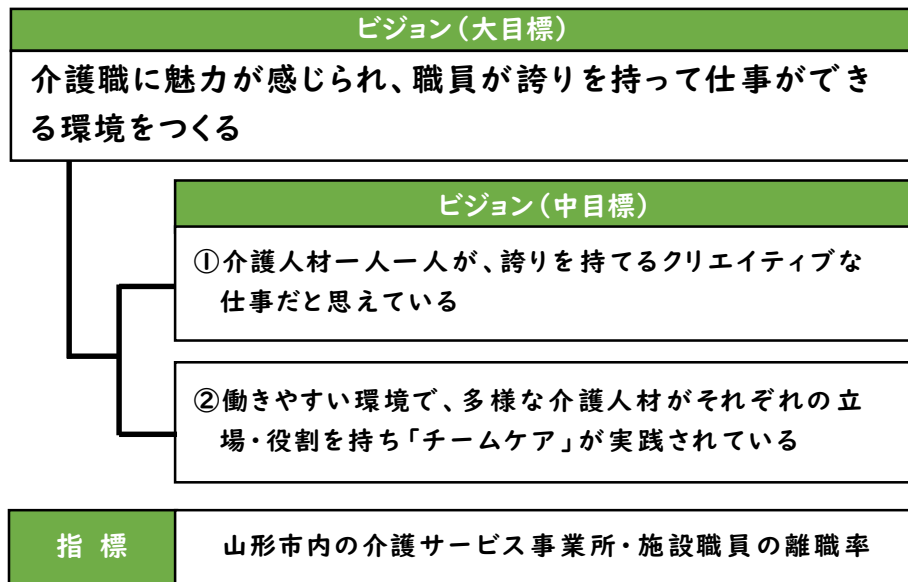 ビジョン(大目標)
介護職に魅力が感じられ、職員が誇りを持って仕事ができ
る環境をつくる
ビジョン(中目標)
①介護人材一人一人が、誇りを持てるクリエイティブな
仕事だと思えている
②働きやすい環境で、多様な介護人材がそれぞれの立
場・役割を持ち「チームケア」が実践されている
指 標
山形市内の介護サービス事業所・施設職員の離職率